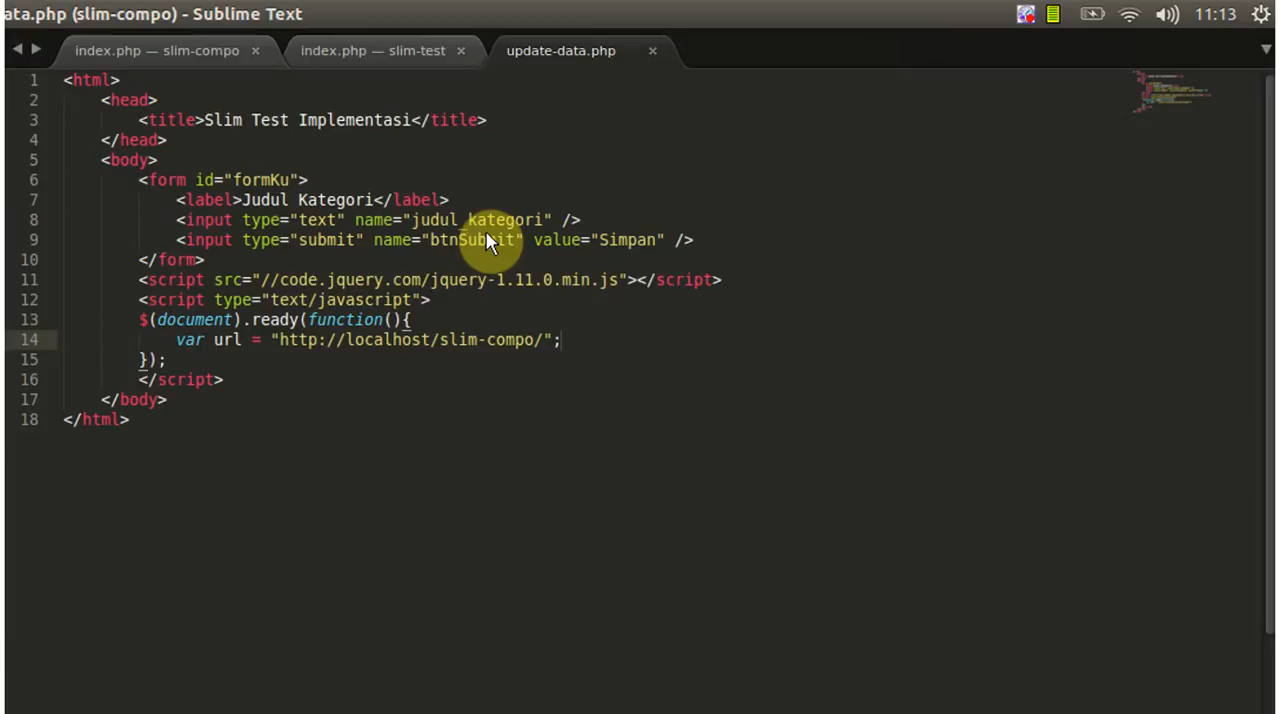 ata.php (slim-compo) - Sublime Text 11:13
index.php — slim-compo × index.php — slim-test × update-data.php ×
1 <html>
2 <head>
3 <title>Slim Test Implementasi</title>
4 </head>
5 <body>
6 <form id="formKu">
7 <label>Judul Kategori</label>
8 <input type="text" name="judul_kategori" />
9 <input type="submit" name="btnSubmit" value="Simpan" />
10 </form>
11 <script src="//code.jquery.com/jquery-1.11.0.min.js"></script>
12 <script type="text/javascript">
13 $(document).ready(function(){
14 var url = "http://localhost/slim-compo/";
15 });
16 </script>
17 </body>
18 </html>